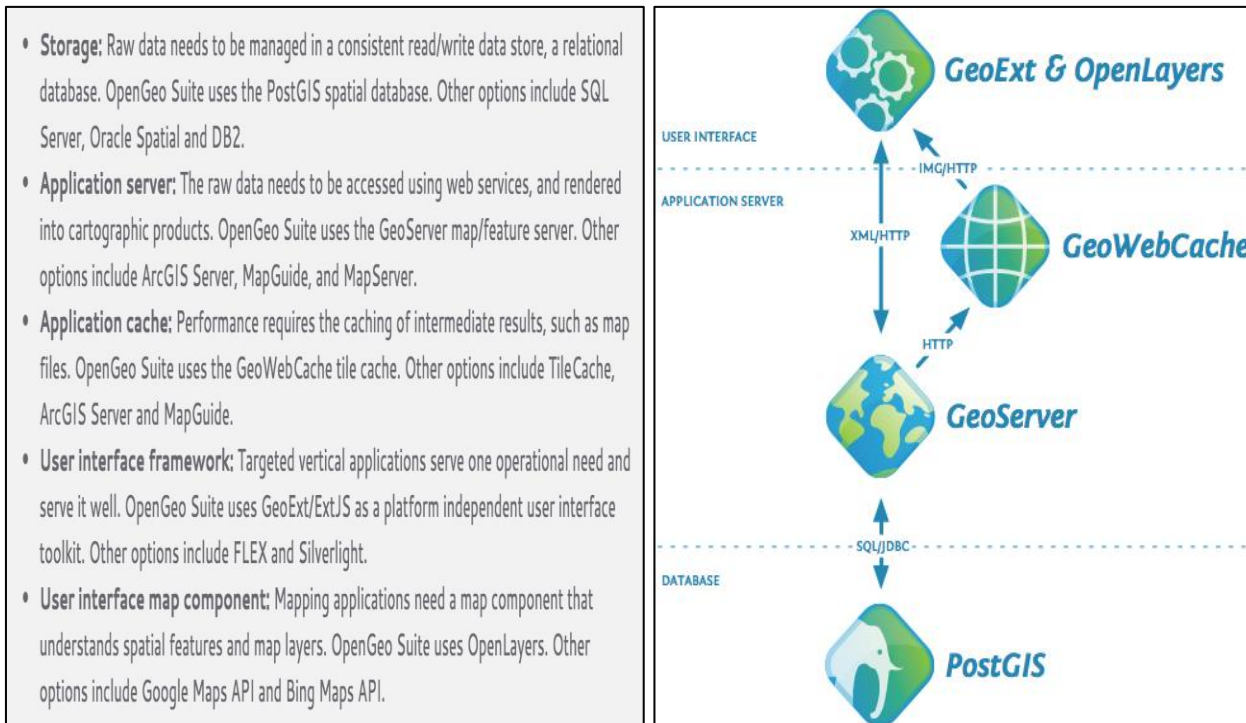 • Storage: Raw data needs to be managed in a consistent read/write data store, a relational
database. OpenGeo Suite uses the PostGIS spatial database. Other options include SQL
Server, Oracle Spatial and DB2.
• Application server: The raw data needs to be accessed using web services, and rendered
into cartographic products. OpenGeo Suite uses the GeoServer map/feature server. Other
options include ArcGIS Server, MapGuide, and MapServer.
• Application cache: Performance requires the caching of intermediate results, such as map
files. OpenGeo Suite uses the GeoWebCache tile cache. Other options include TileCache,
ArcGIS Server and MapGuide.
• User interface framework: Targeted vertical applications serve one operational need and
serve it well. OpenGeo Suite uses GeoExt/ExtJS as a platform independent user interface
toolkit. Other options include FLEX and Silverlight.
• User interface map component: Mapping applications need a map component that
understands spatial features and map layers. OpenGeo Suite uses OpenLayers. Other
options include Google Maps API and Bing Maps API.
GeoExt & OpenLayers
USER INTERFACE
IMG/HTTP
APPLICATION SERVER
XML/HTTP
GeoWebCache
HTTP
GeoServer
SQL/JDBC
DATABASE
PostGIS